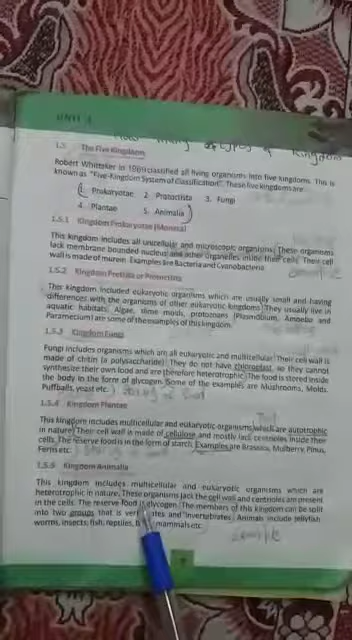 UNIT 1
How many types of Kingdom
1.5 The Five Kingdoms
Robert Whiteker in 1969 classified all living organisms into five kingdoms. This is
known as "Five-Kingdom System of Classification". These five kingdoms are:
1. Prokaryotae 2. Protoctista 3. Fungi
4. Plantae 5. Animalia
1.5.1 Kingdom Prokaryotae (Monera)
This kingdom includes all unicellular and microscopic organisms. These organisms
lack membrane bounded nucleus and other organelles inside their cells. Their cell
wall is made of murein. Examples are Bacteria and Cyanobacteria.
1.5.2 Kingdom Protista or Protoctista
This kingdom included eukaryotic organisms which are usually small and having
differences with the organisms of other eukaryotic kingdoms. They usually live in
aquatic habitats. Algae, slime molds, protozoans (Plasmodium, Amoeba and
Paramecium) are some of the examples of this kingdom.
1.5.3 Kingdom Fungi
Fungi includes organisms which are all eukaryotic and multicellular. Their cell wall is
made of chitin (a polysaccharide). They do not have chloroplast, so they cannot
synthesize their own food and are therefore heterotrophic. The food is stored inside
the body in the form of glycogen. Some of the examples are Mushrooms, Molds,
Puffballs, yeast etc.
1.5.4 Kingdom Plantae
This kingdom includes multicellular and eukaryotic organisms which are autotrophic
in nature. Their cell wall is made of cellulose and mostly lack centrioles inside their
cells. The reserve food is in the form of starch. Examples are Brassica, Mulberry, Pinus,
Ferns etc.
1.5.5 Kingdom Animalia
This kingdom includes multicellular and eukaryotic organisms which are
heterotrophic in nature. These organisms lack the cell wall and centrioles are present
in the cells. The reserve food is glycogen. The members of this kingdom can be split
into two groups that is and invertebrates. Animals include jellyfish
worms, insects, fish, reptiles, mammals etc.